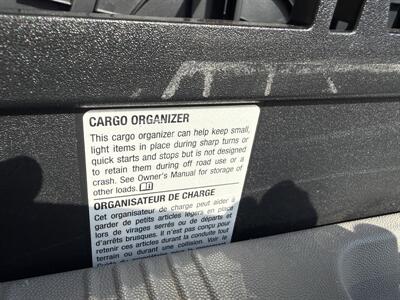 CARGO ORGANIZER
This cargo organizer can help keep small,
light items in place during sharp turns or
quick starts and stops but is not designed
to retain them during off road use or a
crash. See Owner's Manual for storage of
other loads.
ORGANISATEUR DE CHARGE
Cet organisateur de charge peut aider à
garder de petits articles légers en place
lors de virages serrés ou de départs et
d'arrêts brusques. Il n'est pas conçu pour
retenir ces articles durant la conduite tout
terrain ou durant une collision. Voir le